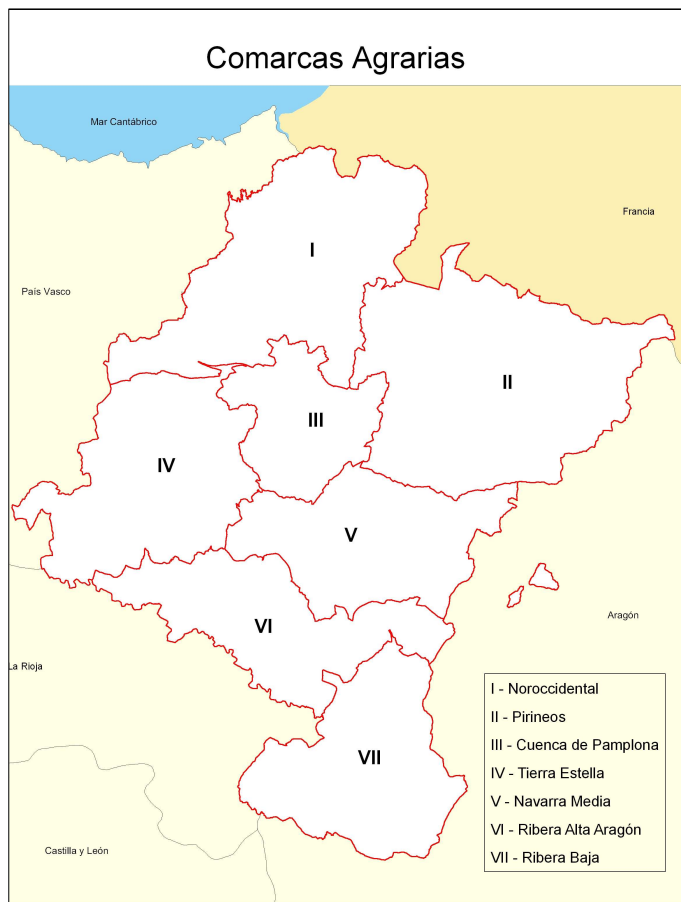 Comarcas Agrarias
Mar Cantábrico
Francia
I
País Vasco
II
III
IV
V
Aragón
VI
La Rioja
VII
Castilla y León
I - Noroccidental
II - Pirineos
III - Cuenca de Pamplona
IV - Tierra Estella
V - Navarra Media
VI - Ribera Alta Aragón
VII - Ribera Baja